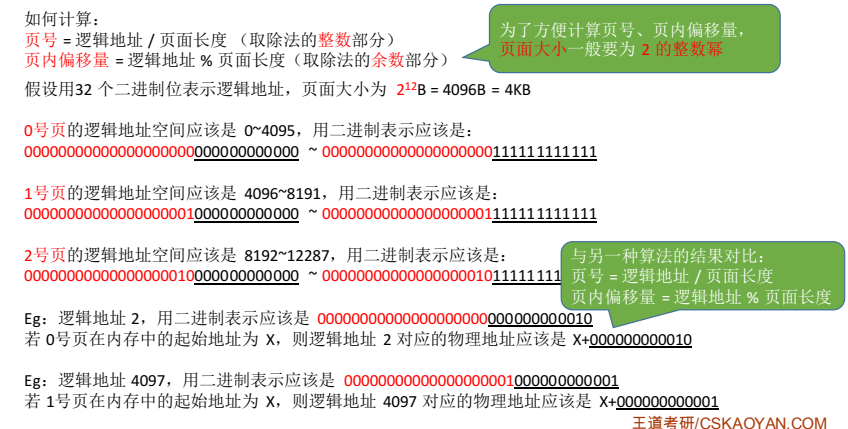 如何计算：
页号 = 逻辑地址 / 页面长度 （取除法的整数部分）
页内偏移量 = 逻辑地址 % 页面长度（取除法的余数部分）
为了方便计算页号、页内偏移量，
页面大小一般要为 2 的整数幂
假设用32 个二进制位表示逻辑地址，页面大小为 2¹²B = 4096B = 4KB
0号页的逻辑地址空间应该是 0~4095，用二进制表示应该是：
00000000000000000000000000000000 ~ 00000000000000000000111111111111
1号页的逻辑地址空间应该是 4096~8191，用二进制表示应该是：
00000000000000000001000000000000 ~ 00000000000000000001111111111111
2号页的逻辑地址空间应该是 8192~12287，用二进制表示应该是：
00000000000000000010000000000000 ~ 0000000000000000001011111111
与另一种算法的结果对比：
页号 = 逻辑地址 / 页面长度
页内偏移量 = 逻辑地址 % 页面长度
Eg：逻辑地址 2，用二进制表示应该是 00000000000000000000000000000010
若 0号页在内存中的起始地址为 X，则逻辑地址 2 对应的物理地址应该是 X+000000000010
Eg：逻辑地址 4097，用二进制表示应该是 00000000000000000001000000000001
若 1号页在内存中的起始地址为 X，则逻辑地址 4097 对应的物理地址应该是 X+000000000001
王道考研/CSKAOYAN.COM